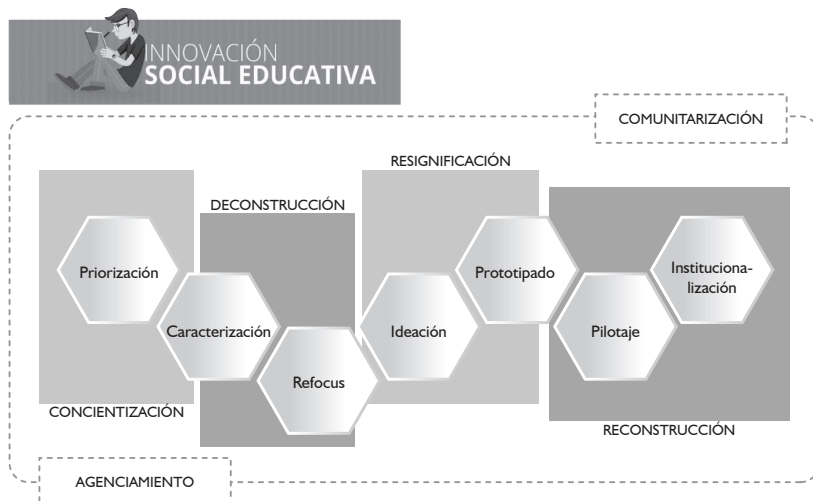 INNOVACIÓN
SOCIAL EDUCATIVA
COMUNITARIZACIÓN
RESIGNIFICACIÓN
DECONSTRUCCIÓN
Priorización
Caracterización
Refocus
Ideación
Prototipado
Pilotaje
Instituciona-
lización
CONCIENTIZACIÓN
RECONSTRUCCIÓN
AGENCIAMIENTO